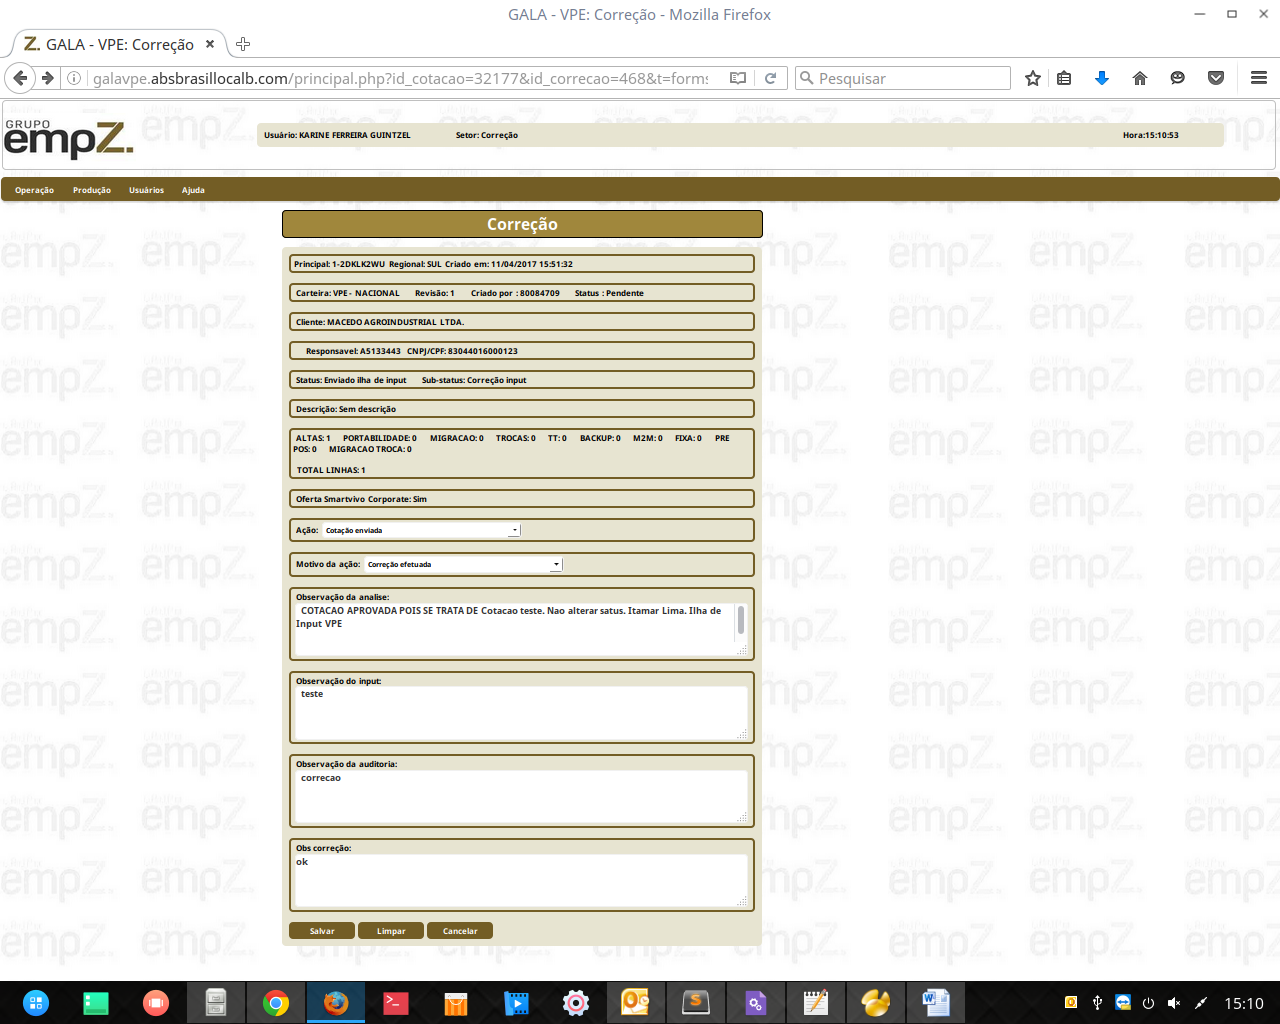 GALA - VPE: Correção - Mozilla Firefox
Z. GALA - VPE: Correção
galavpe.absbrasillocalb.com/principal.php?id_cotacao=32177&id_correcao=468&t=forms
Pesquisar
GRUPO
empZ.
Usuário: KARINE FERREIRA GUINTZEL Setor: Correção Hora:15:10:53
Operação Produção Usuários Ajuda
Correção
Principal: 1-2DKLK2WU Regional: SUL Criado em: 11/04/2017 15:51:32
Carteira: VPE - NACIONAL Revisão: 1 Criado por : 80084709 Status : Pendente
Cliente: MACEDO AGROINDUSTRIAL LTDA.
Responsavel: A5133443 CNPJ/CPF: 83044016000123
Status: Enviado ilha de input Sub-status: Correção input
Descrição: Sem descrição
ALTAS: 1 PORTABILIDADE: 0 MIGRACAO: 0 TROCAS: 0 TT: 0 BACKUP: 0 M2M: 0 FIXA: 0 PRE
POS: 0 MIGRACAO TROCA: 0
TOTAL LINHAS: 1
Oferta Smartvivo Corporate: Sim
Ação: Cotação enviada
Motivo da ação: Correção efetuada
Observação da analise:
COTACAO APROVADA POIS SE TRATA DE Cotacao teste. Nao alterar satus. Itamar Lima. Ilha de
Input VPE
Observação do input:
teste
Observação da auditoria:
correcao
Obs correção:
ok
Salvar Limpar Cancelar
15:10